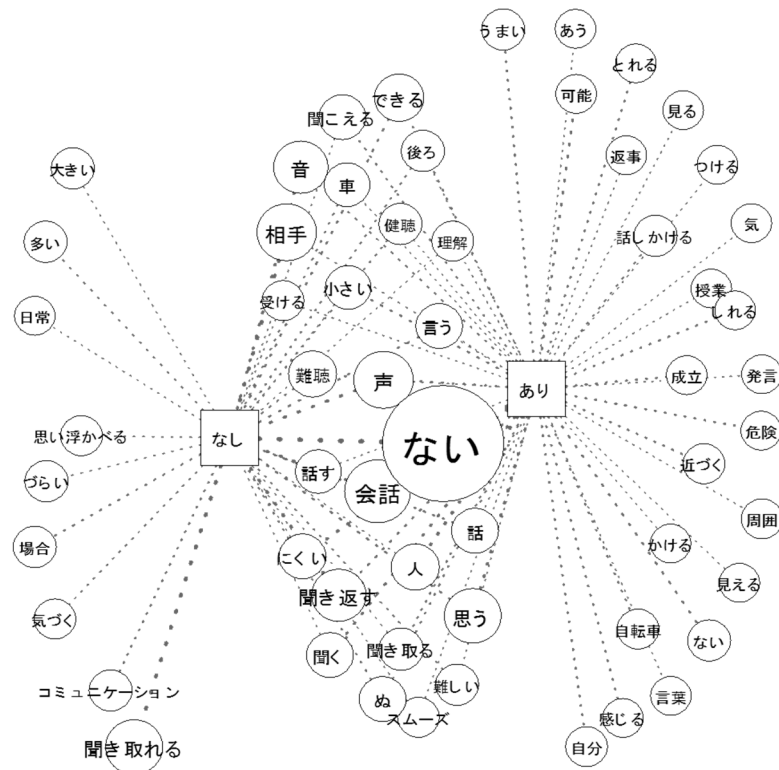 うまい
あう
とれる
できる
可能
見る
聞こえる
後ろ
返事
つける
大きい
音
車
健聴
気
相手
理解
話しかける
多い
小さい
授業
受ける
しれる
日常
言う
難聴
声
成立
発言
あり
思い浮かべる
なし
ない
危険
づらい
話す
会話
近づく
話
周囲
場合
にくい
人
かける
見える
聞き返す
気づく
思う
自転車
ない
聞く
聞き取る
コミュニケーション
ぬ
難しい
言葉
スムーズ
感じる
聞き取れる
自分